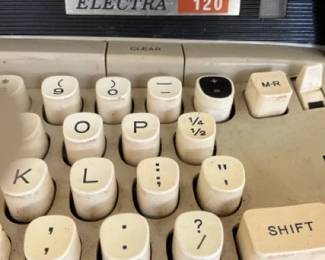 ELECTRA 120
CLEAR
( 9 ) 0 M-R
O P ¼ ½
K L : ; " '
, , . . ? / SHIFT